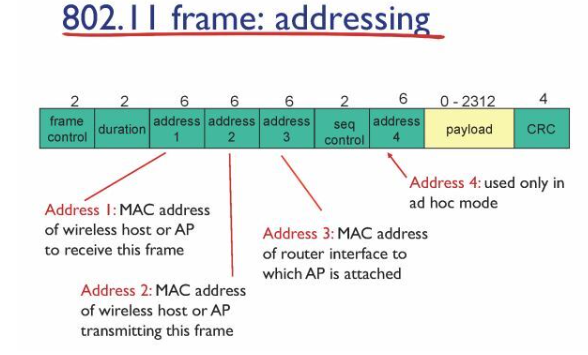 802.11 frame: addressing
2 2 6 6 6 2 6 0 - 2312 4
frame control duration address 1 address 2 address 3 seq control address 4 payload CRC
Address 4: used only in
ad hoc mode
Address 1: MAC address
of wireless host or AP
to receive this frame
Address 3: MAC address
of router interface to
which AP is attached
Address 2: MAC address
of wireless host or AP
transmitting this frame